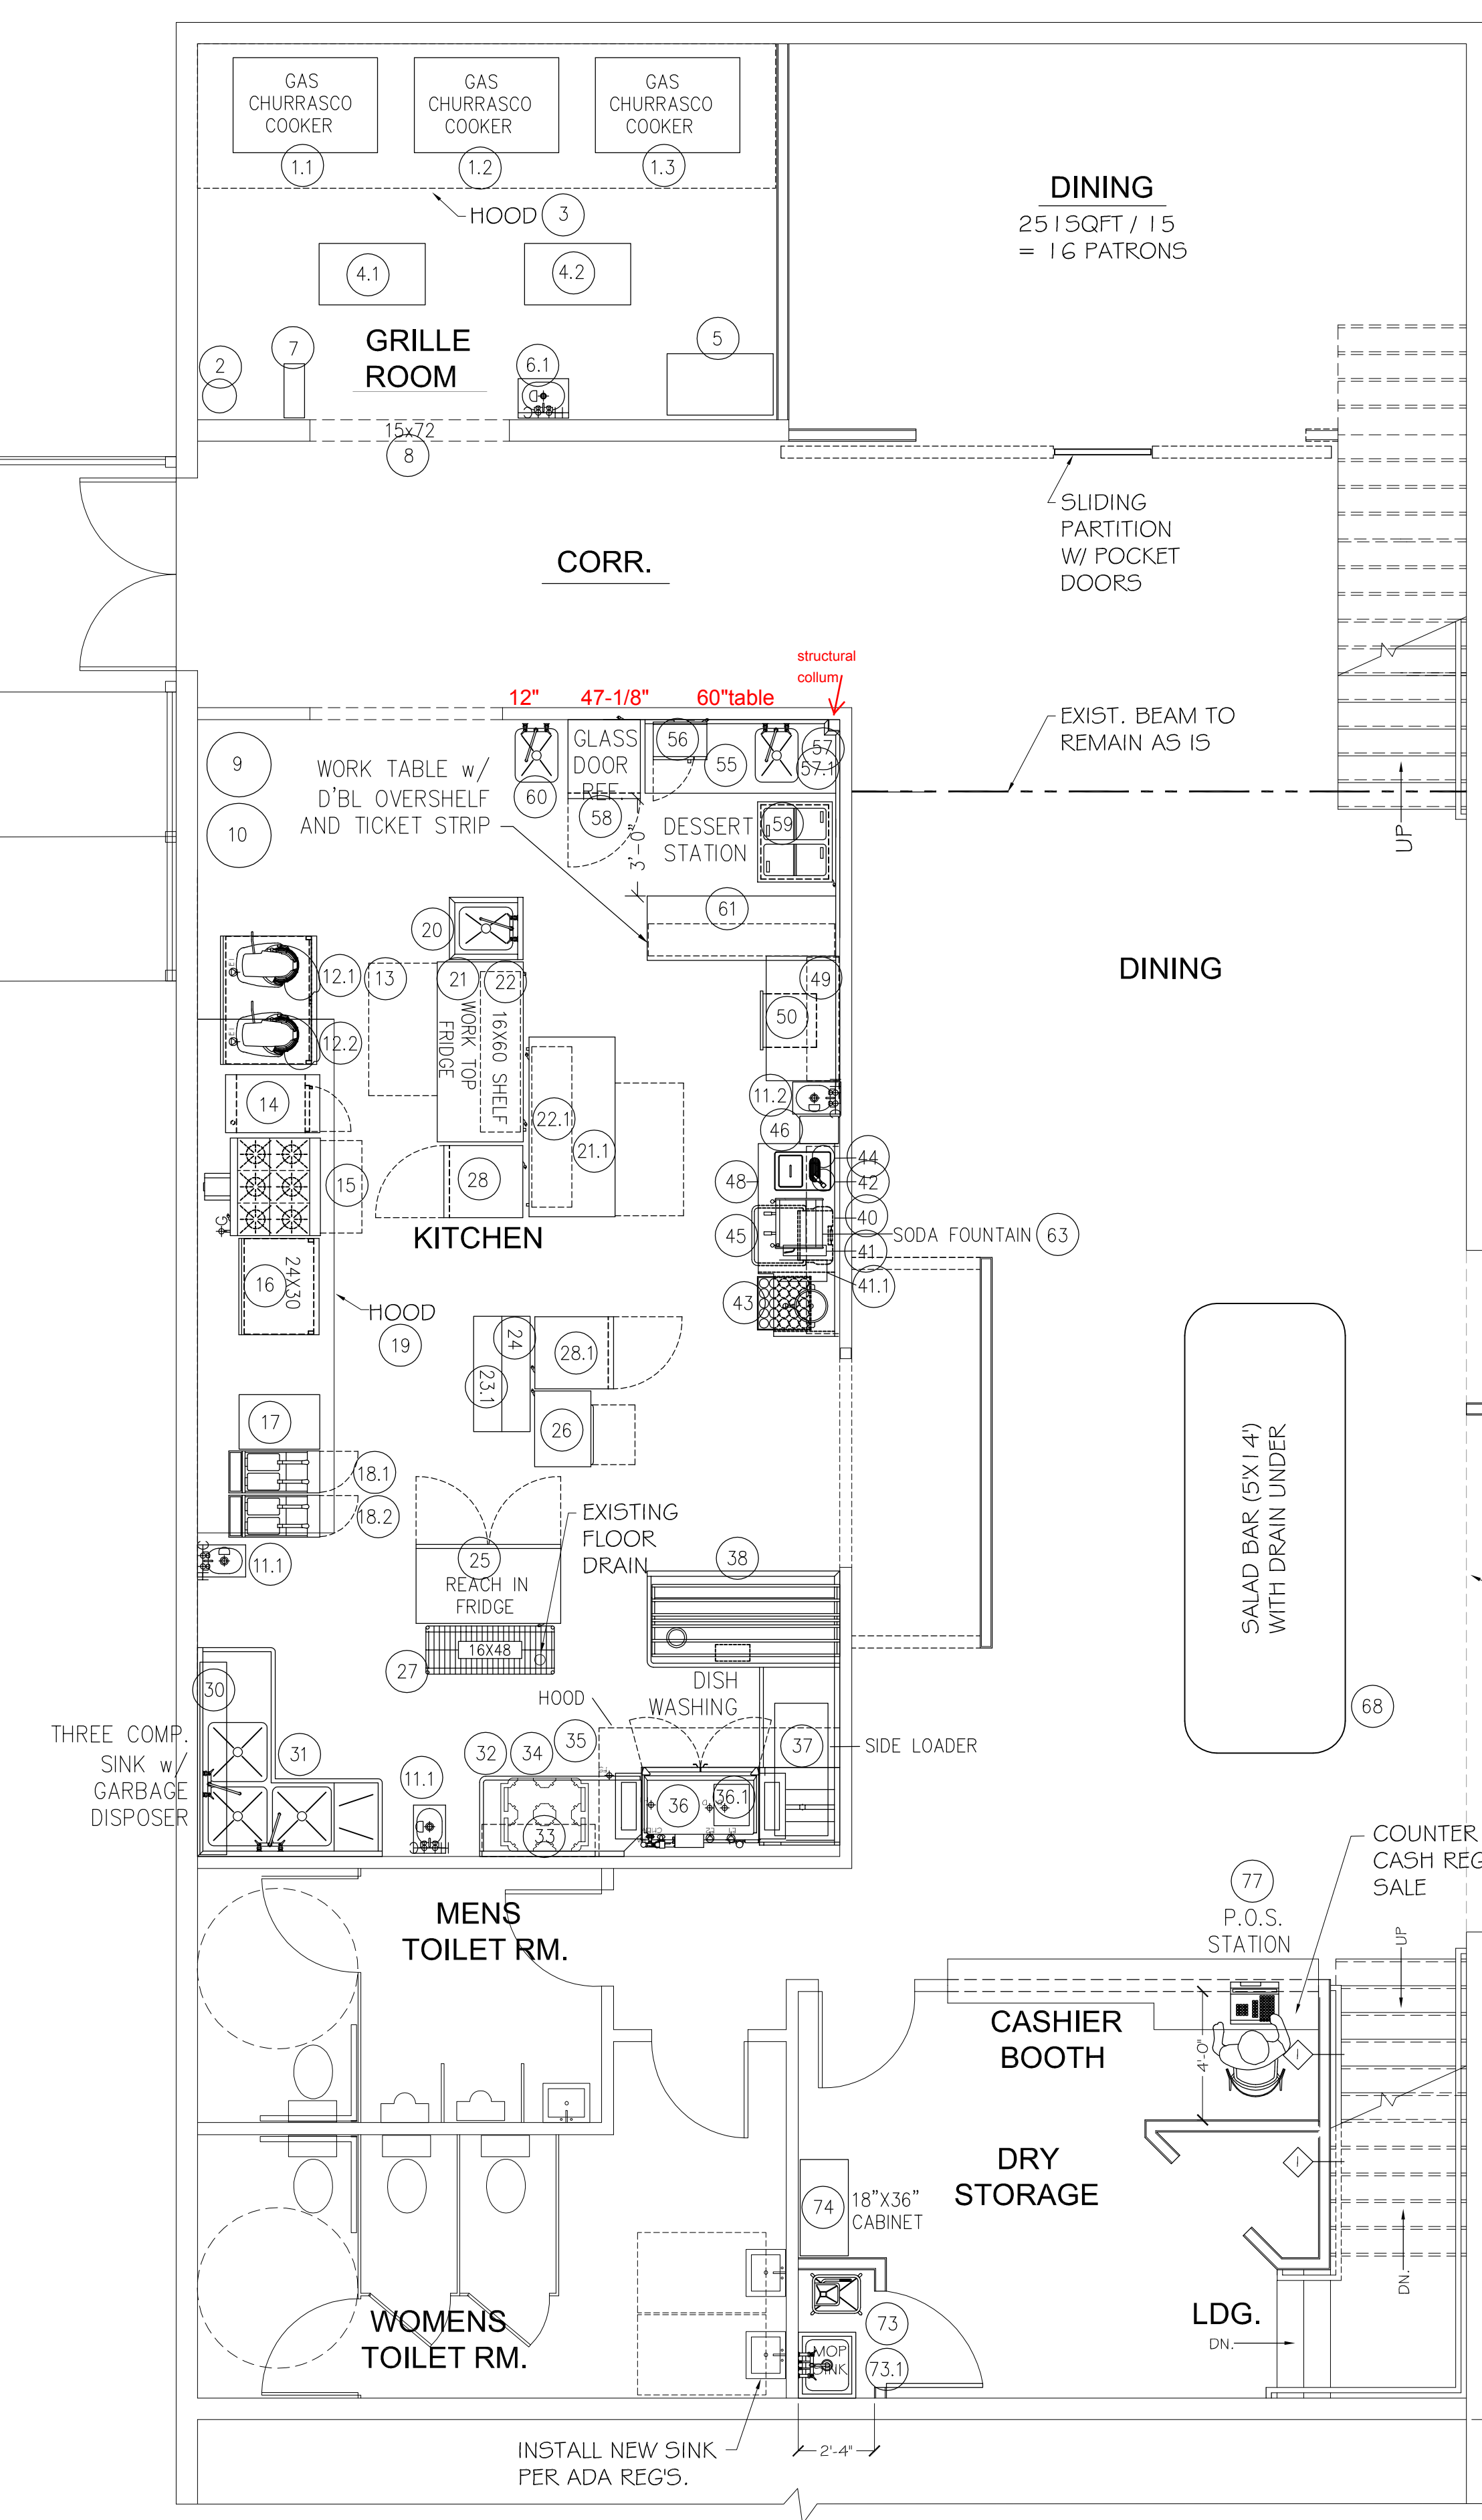 GAS
CHURRASCO
COOKER
GAS
CHURRASCO
COOKER
GAS
CHURRASCO
COOKER
1.1
1.2
1.3
HOOD 3
DINING
251SQFT / 15
= 16 PATRONS
4.1
4.2
GRILLE
ROOM
2
7
6.1
5
15x72
8
SLIDING
PARTITION
W/ POCKET
DOORS
CORR.
structural
collum
12"
47-1/8"
60"table
EXIST. BEAM TO
REMAIN AS IS
UP
9
10
WORK TABLE w/
D'BL OVERSHELF
AND TICKET STRIP
60
GLASS
DOOR
REF.
58
56
55
57
57.1
3'-0"
DESSERT
STATION
59
61
DINING
20
12.1
12.2
13
21
22
WORK TOP
FRIDGE
16X60 SHELF
22.1
21.1
49
50
11.2
46
14
15
28
KITCHEN
48
44
42
40
45
SODA FOUNTAIN 63
41
41.1
43
16
24X30
HOOD
19
24
23.1
28.1
26
17
18.1
18.2
11.1
EXISTING
FLOOR
DRAIN
25
REACH IN
FRIDGE
16X48
27
38
SALAD BAR (5'X14')
WITH DRAIN UNDER
68
DISH
WASHING
HOOD
30
THREE COMP.
SINK w/
GARBAGE
DISPOSER
31
11.1
32
34
35
33
36
36.1
37
SIDE LOADER
COUNTER
CASH REG
SALE
77
P.O.S.
STATION
UP
MENS
TOILET RM.
CASHIER
BOOTH
4'-0"
1
DRY
STORAGE
1
74
18"X36"
CABINET
DN.
LDG.
DN.
WOMENS
TOILET RM.
73
MOP
SINK
73.1
INSTALL NEW SINK
PER ADA REG'S.
2'-4"